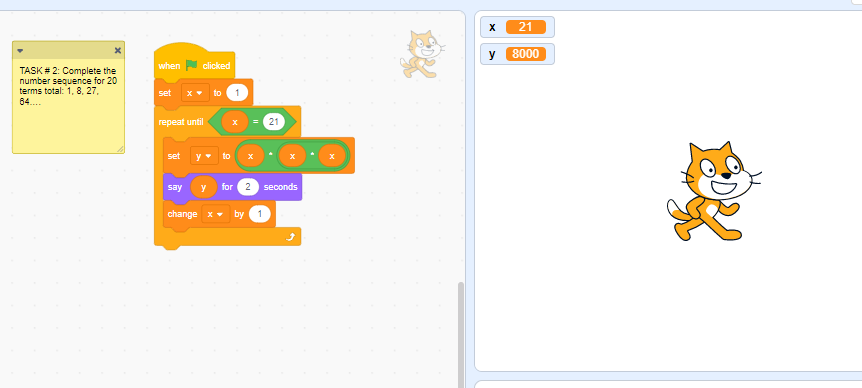 TASK # 2: Complete the
number sequence for 20
terms total: 1, 8, 27,
64....
when clicked
set x to 1
repeat until x = 21
set y to x * x * x
say y for 2 seconds
change x by 1
x 21
y 8000